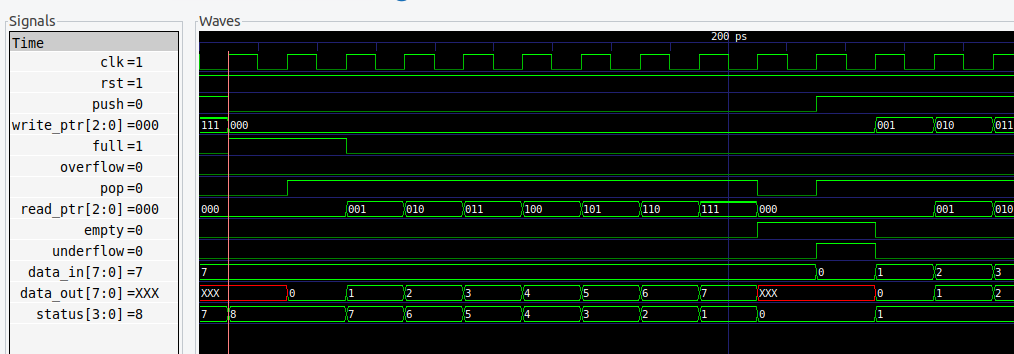 Signals
Waves
Time
200 ps
clk=1
rst=1
push=0
write_ptr[2:0]=000 111 000 001 010 011
full=1
overflow=0
pop=0
read_ptr[2:0]=000 000 001 010 011 100 101 110 111 000 001 010
empty=0
underflow=0
data_in[7:0]=7 7 0 1 2 3
data_out[7:0]=XXX XXX 0 1 2 3 4 5 6 7 XXX 0 1 2
status[3:0]=8 7 8 7 6 5 4 3 2 1 0 1